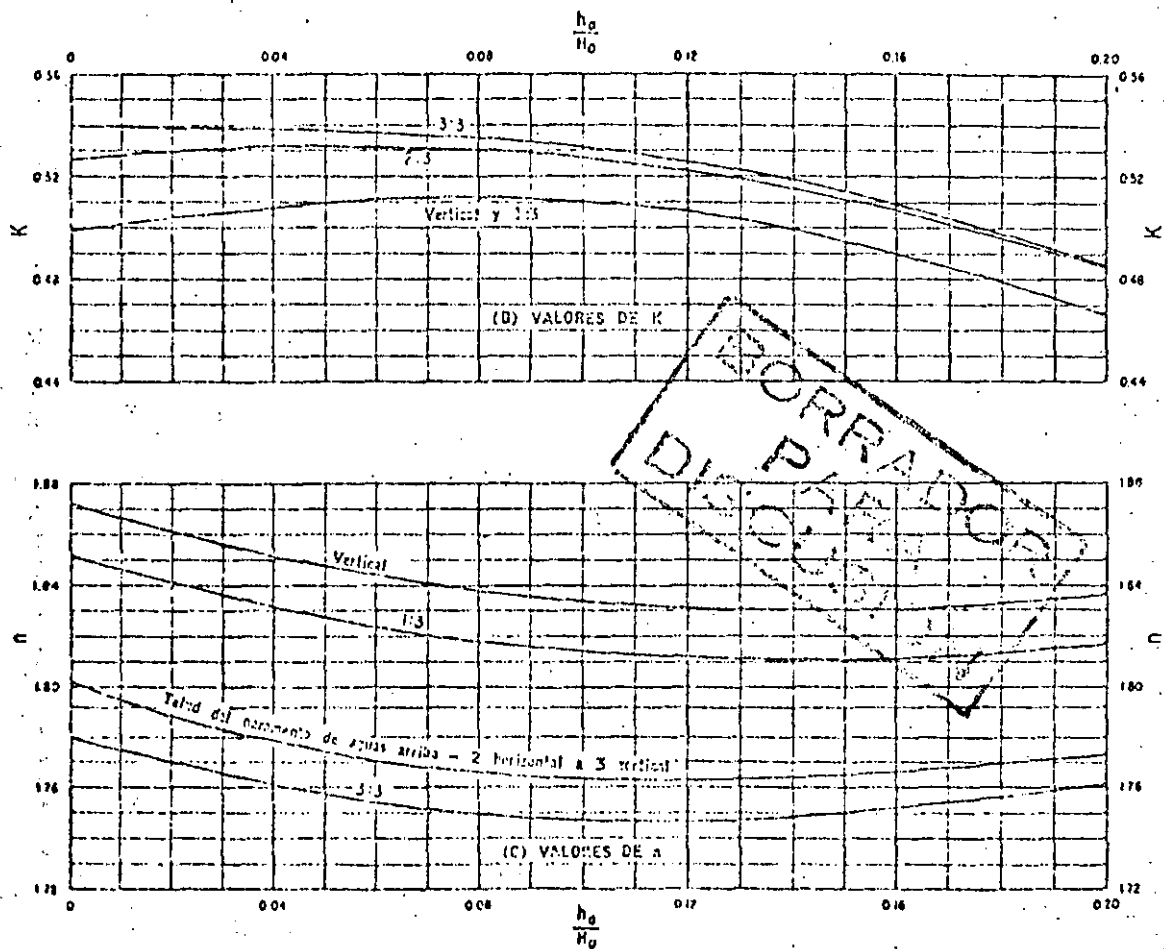 h_a
H_o
0 0.04 0.08 0.12 0.16 0.20
0.56 0.56
3:3
2:3
0.52 0.52
Vertical y 1:3
K K
0.48 0.48
(B) VALORES DE K
0.44 0.44
BORRADOR
PARA
1.88 1.88
Vertical
1.84 1.84
1:3
n n
1.80 1.80
Talud del paramento de aguas arriba - 2 horizontal a 3 vertical
1.76 1.76
3:3
(C) VALORES DE n
1.72
0 0.04 0.08 0.12 0.16 0.20
h_a
H_o